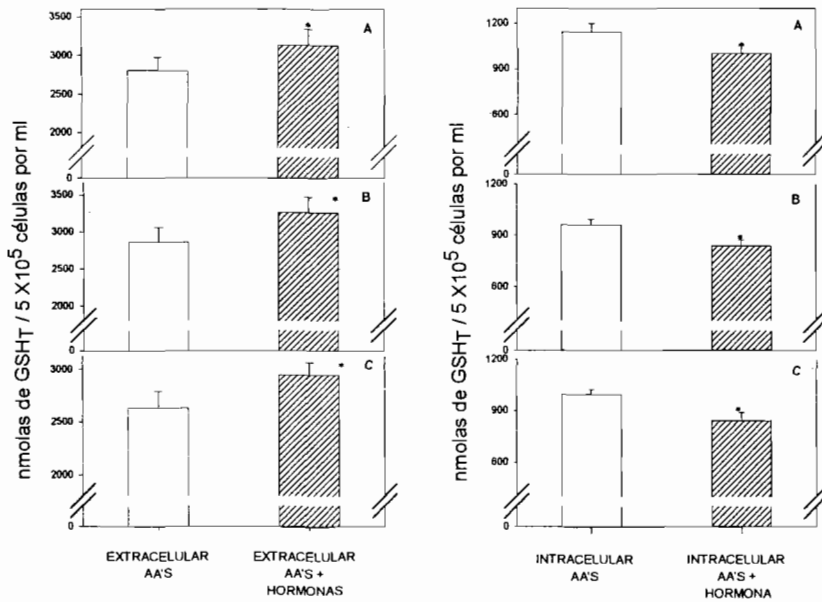 nmolas de GSHT / 5 X10⁵ células por ml
3500
3000
2500
2000
0
A
3500
3000
2500
2000
0
B
3000
2500
2000
0
C
EXTRACELULAR
AA'S
EXTRACELULAR
AA'S +
HORMONAS
nmolas de GSHT / 5 X10⁵ células por ml
1200
900
600
0
A
1200
900
600
0
B
1200
900
600
0
C
INTRACELULAR
AA'S
INTRACELULAR
AA'S +
HORMONA